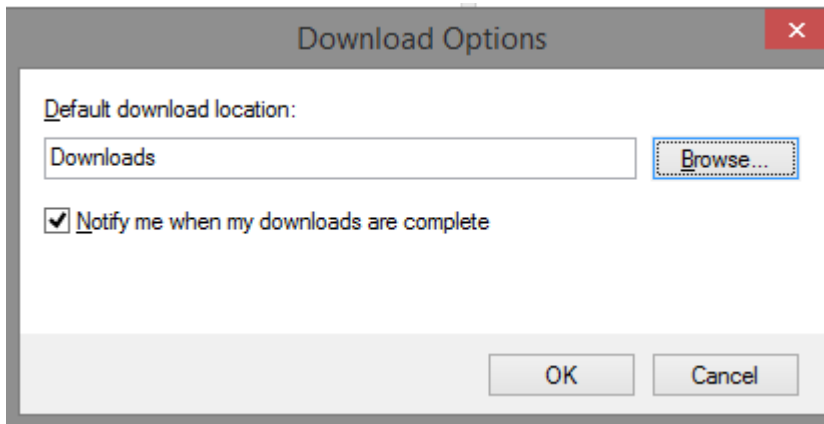 Download Options
Default download location:
Downloads
Browse...
Notify me when my downloads are complete
OK
Cancel